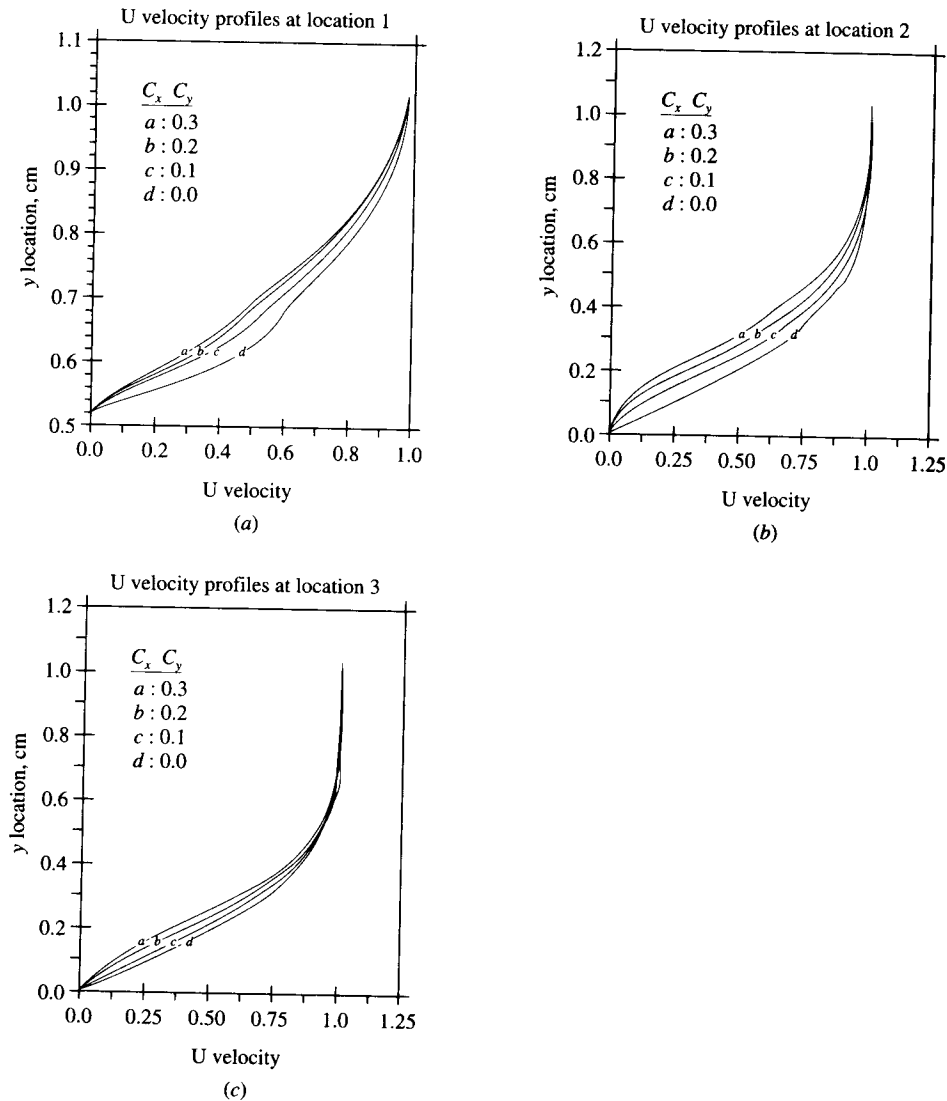 U velocity profiles at location 1
1.1
1.0
0.9
0.8
0.7
0.6
0.5
y location, cm
C_x C_y
a : 0.3
b : 0.2
c : 0.1
d : 0.0
a b c d
0.0 0.2 0.4 0.6 0.8 1.0
U velocity
(a)
U velocity profiles at location 2
1.2
1.0
0.8
0.6
0.4
0.2
0.0
y location, cm
C_x C_y
a : 0.3
b : 0.2
c : 0.1
d : 0.0
a b c d
0.0 0.25 0.50 0.75 1.0 1.25
U velocity
(b)
U velocity profiles at location 3
1.2
1.0
0.8
0.6
0.4
0.2
0.0
y location, cm
C_x C_y
a : 0.3
b : 0.2
c : 0.1
d : 0.0
a b c d
0.0 0.25 0.50 0.75 1.0 1.25
U velocity
(c)